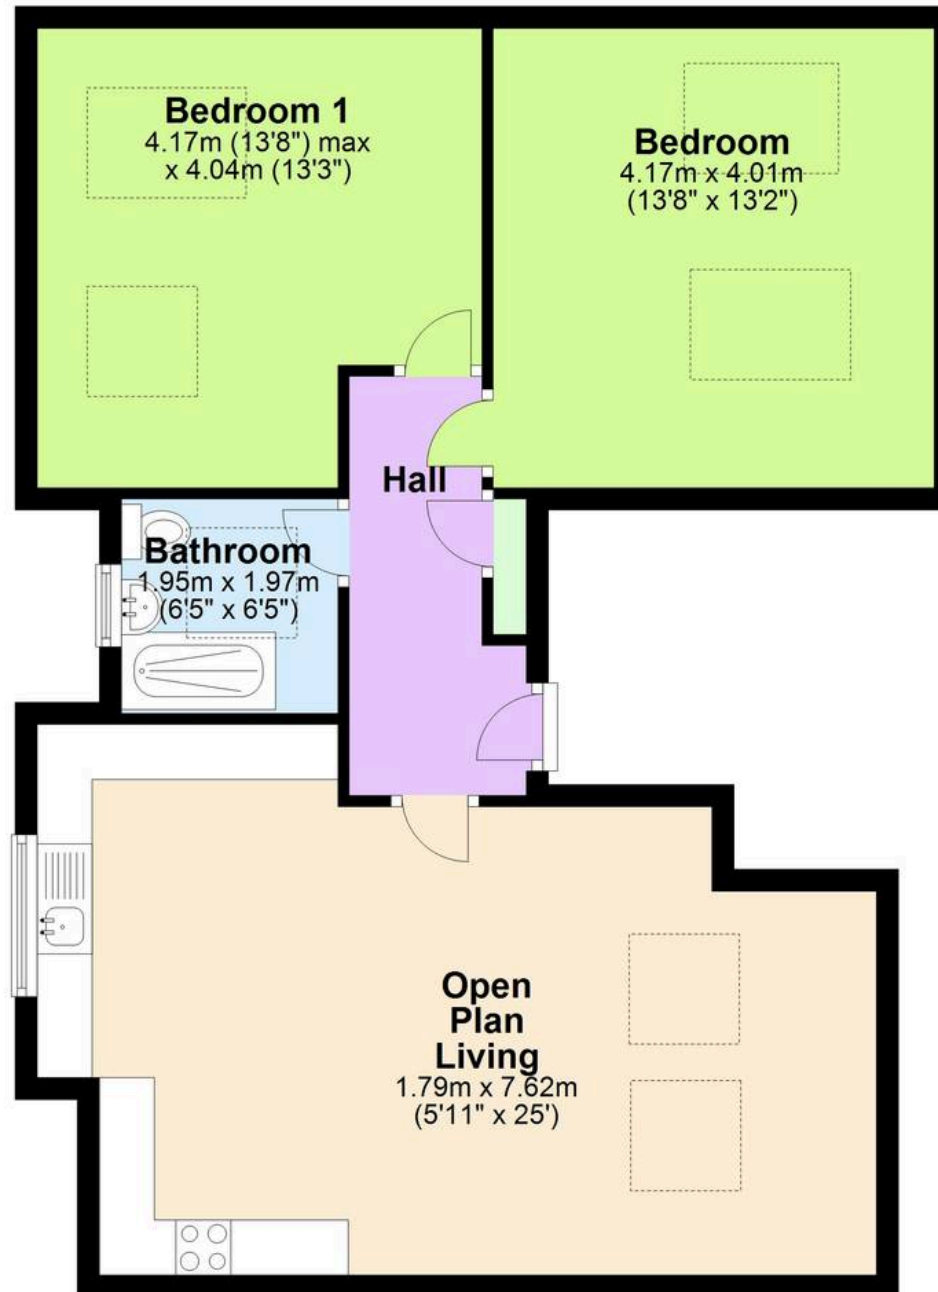 Bedroom 1
4.17m (13'8") max
x 4.04m (13'3")
Bedroom
4.17m x 4.01m
(13'8" x 13'2")
Hall
Bathroom
1.95m x 1.97m
(6'5" x 6'5")
Open
Plan
Living
1.79m x 7.62m
(5'11" x 25')